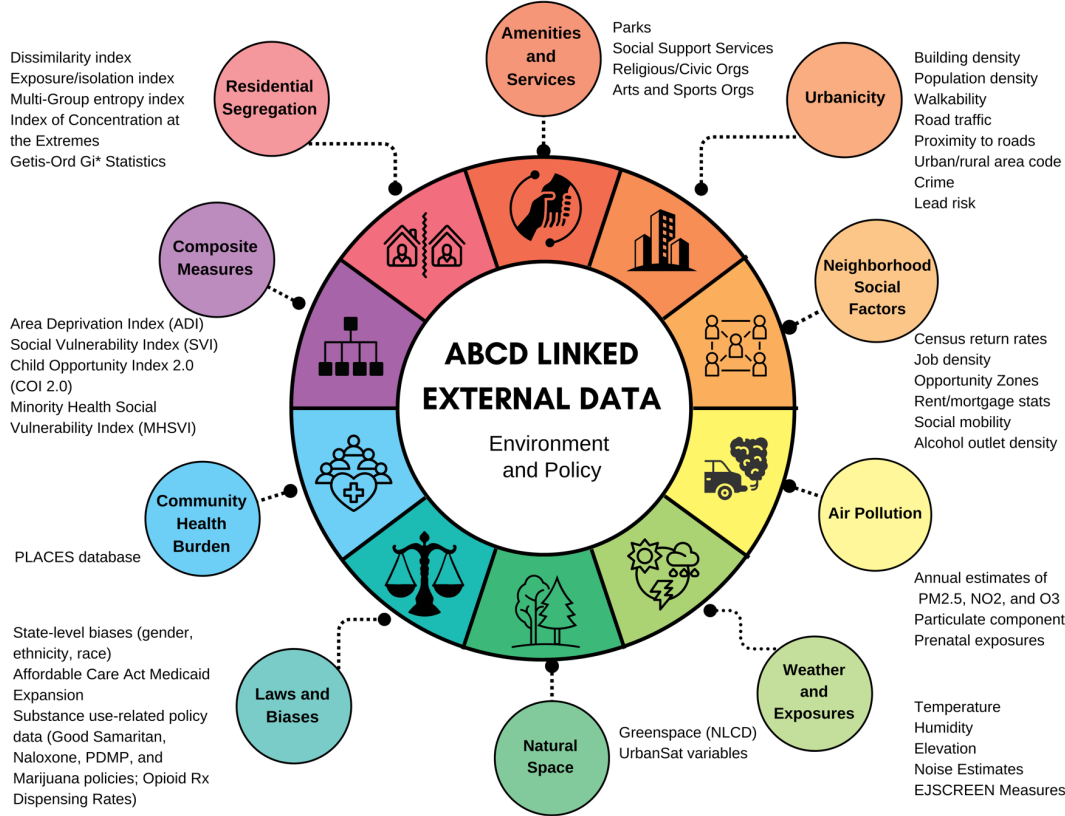 Amenities
and
Services
Parks
Social Support Services
Religious/Civic Orgs
Arts and Sports Orgs
Urbanicity
Building density
Population density
Walkability
Road traffic
Proximity to roads
Urban/rural area code
Crime
Lead risk
Neighborhood
Social
Factors
Census return rates
Job density
Opportunity Zones
Rent/mortgage stats
Social mobility
Alcohol outlet density
Air Pollution
Annual estimates of
PM2.5, NO2, and O3
Particulate component
Prenatal exposures
Weather
and
Exposures
Temperature
Humidity
Elevation
Noise Estimates
EJSCREEN Measures
Natural
Space
Greenspace (NLCD)
UrbanSat variables
Laws and
Biases
State-level biases (gender,
ethnicity, race)
Affordable Care Act Medicaid
Expansion
Substance use-related policy
data (Good Samaritan,
Naloxone, PDMP, and
Marijuana policies; Opioid Rx
Dispensing Rates)
Community
Health
Burden
PLACES database
Composite
Measures
Area Deprivation Index (ADI)
Social Vulnerability Index (SVI)
Child Opportunity Index 2.0
(COI 2.0)
Minority Health Social
Vulnerability Index (MHSVI)
Residential
Segregation
Dissimilarity index
Exposure/isolation index
Multi-Group entropy index
Index of Concentration at
the Extremes
Getis-Ord Gi* Statistics
ABCD LINKED
EXTERNAL DATA
Environment
and Policy